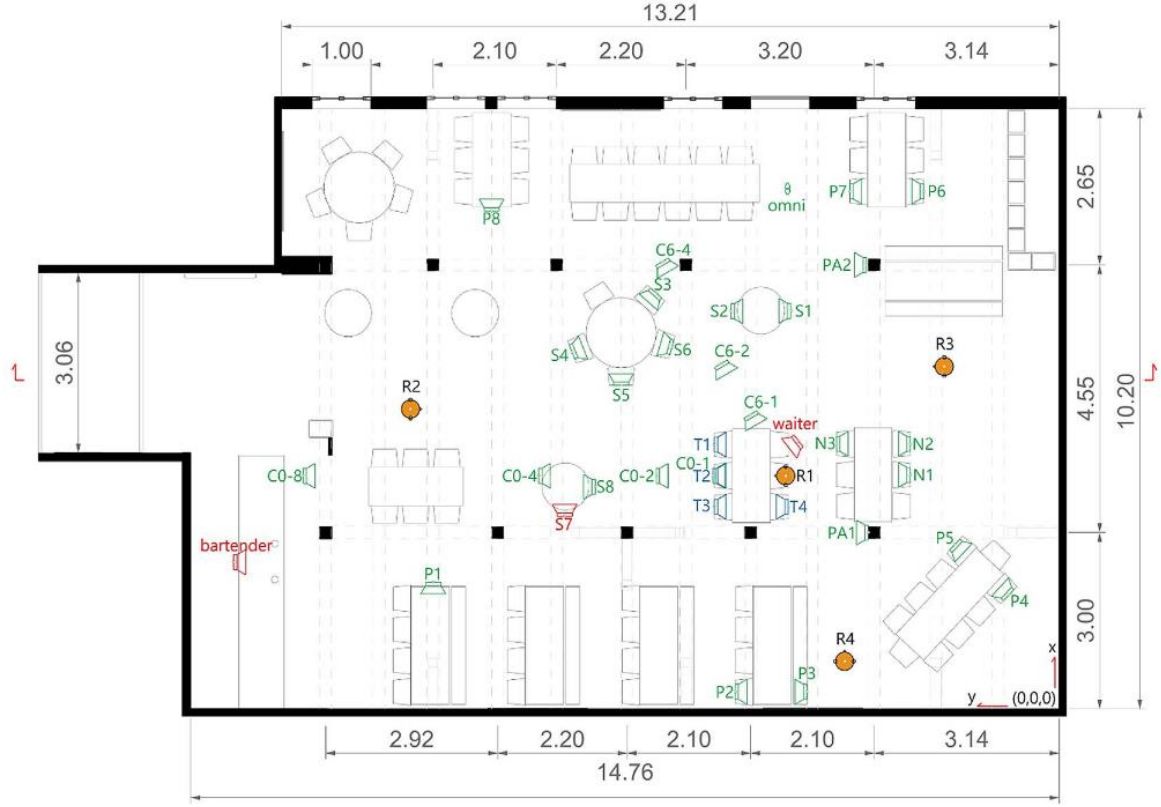 13.21
1.00 2.10 2.20 3.20 3.14
P8
θ
omni
P7 P6
2.65
C6-4
PA2
S3
S2 S1
S4 S6
C6-2
R3
S5
3.06
R2
C6-1
waiter
4.55
10.20
T1
N3 N2
C0-8
C0-4
S8
C0-2
C0-1
T2
R1
N1
T3 T4
S7
PA1
bartender
P5
P1
P4
3.00
R4
P2 P3
x
y (0,0,0)
2.92 2.20 2.10 2.10 3.14
14.76